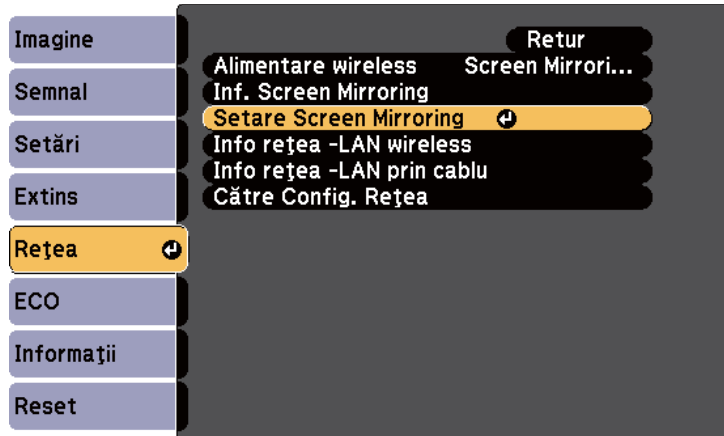 Imagine
Semnal
Setări
Extins
Reţea
ECO
Informaţii
Reset
Retur
Alimentare wireless Screen Mirrori...
Inf. Screen Mirroring
Setare Screen Mirroring
Info reţea -LAN wireless
Info reţea -LAN prin cablu
Către Config. Reţea